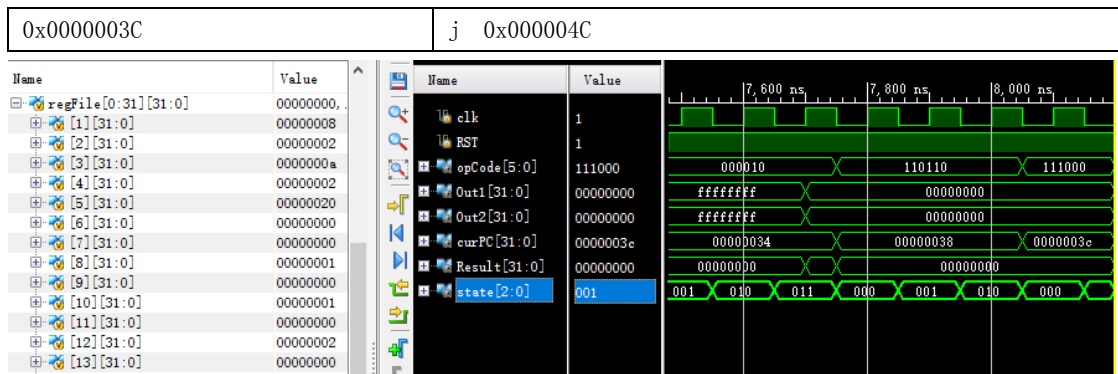 0x0000003C j 0x000004C
Name Value
regFile[0:31][31:0] 00000000, .
[1][31:0] 00000008
[2][31:0] 00000002
[3][31:0] 0000000a
[4][31:0] 00000002
[5][31:0] 00000020
[6][31:0] 00000000
[7][31:0] 00000000
[8][31:0] 00000001
[9][31:0] 00000000
[10][31:0] 00000001
[11][31:0] 00000000
[12][31:0] 00000002
[13][31:0] 00000000
Name Value 7,600 ns 7,800 ns 8,000 ns
clk 1
RST 1
opCode[5:0] 111000 000010 110110 111000
Out1[31:0] 00000000 ffffffff 00000000
Out2[31:0] 00000000 ffffffff 00000000
curPC[31:0] 0000003c 00000034 00000038 0000003c
Result[31:0] 00000000 00000000 00000000
state[2:0] 001 001 010 011 000 001 010 000